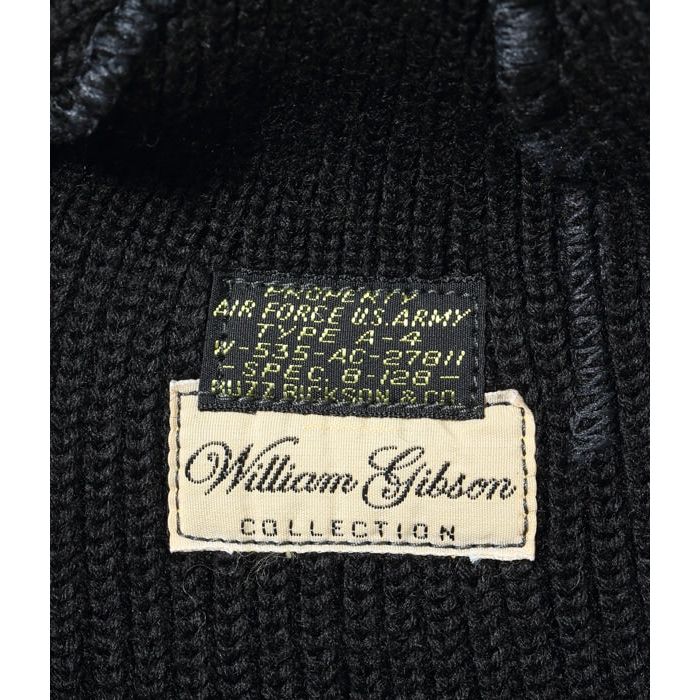 PROPERTY
AIR FORCE U.S. ARMY
TYPE A-4
W-535-AC-27811
-SPEC 8-128-
BUZZ RICKSON & CO
William Gibson
COLLECTION